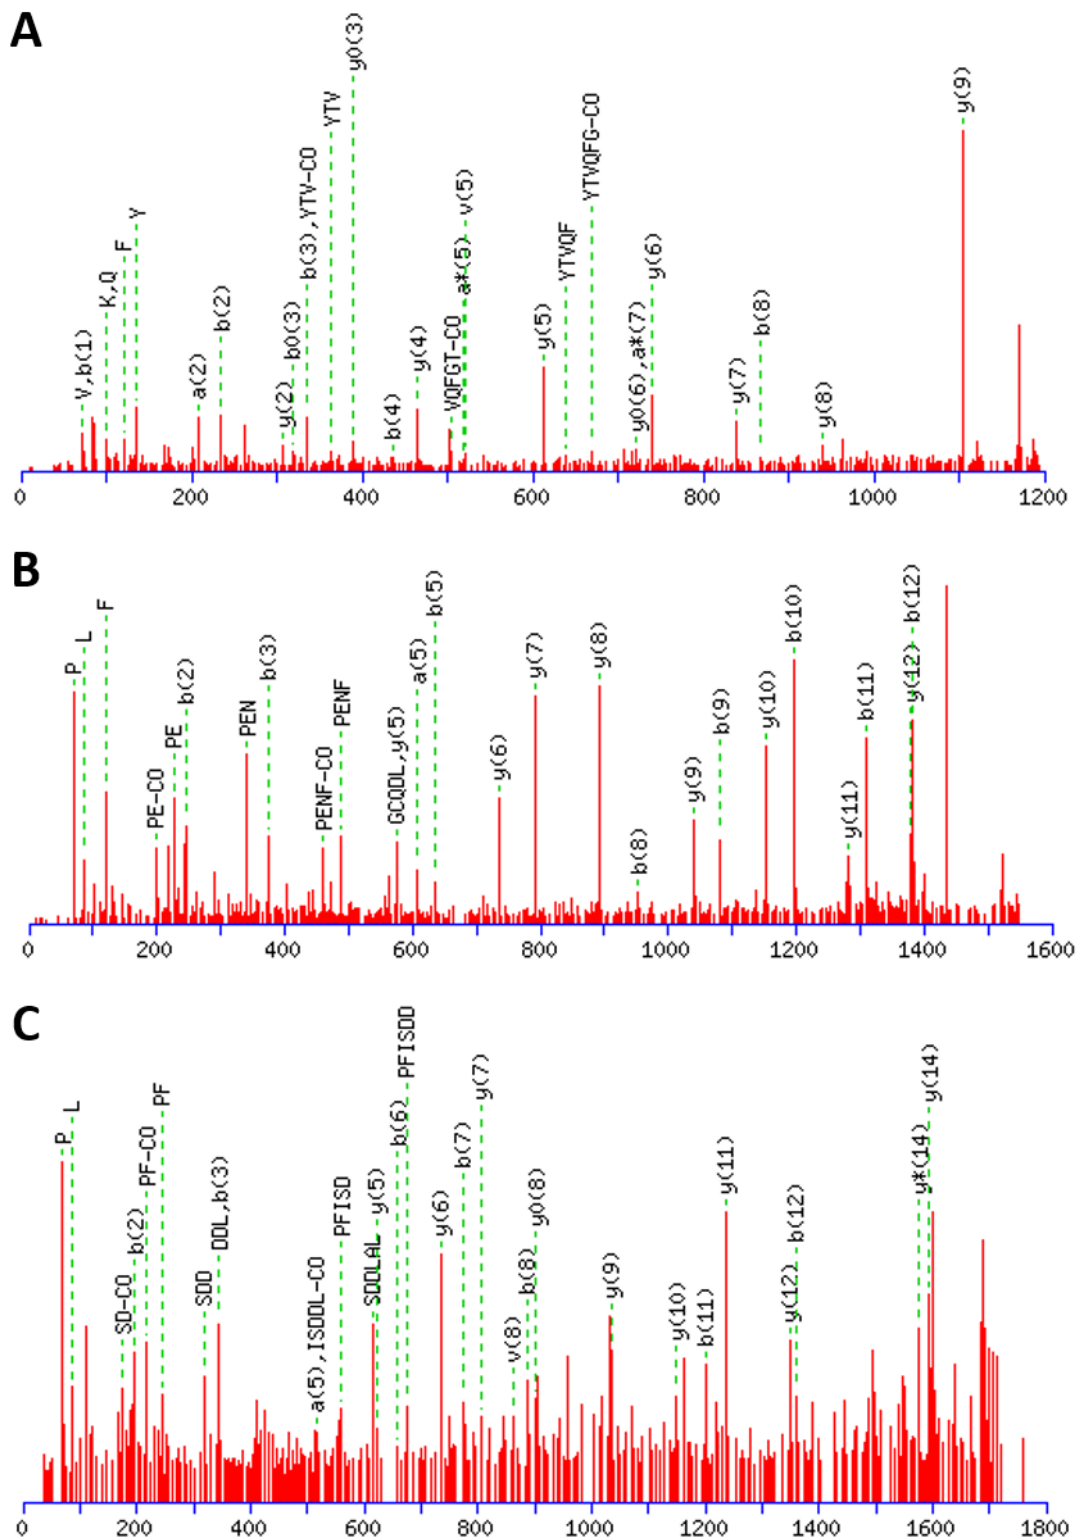 A
V,b(1)
K,Q
F
Y
a(2)
b(2)
y(2)
b0(3)
b(3),YTV-CO
YTV
y0(3)
b(4)
y(4)
VQFGT-CO
a*(5)
v(5)
y(5)
YTVQF
YTVQFG-CO
y0(6),a*(7)
y(6)
y(7)
b(8)
y(8)
y(9)
0 200 400 600 800 1000 1200
B
P
L
F
PE-CO
PE
b(2)
PEN
b(3)
PENF-CO
PENF
GCQDL,y(5)
a(5)
b(5)
y(6)
y(7)
y(8)
b(8)
y(9)
b(9)
y(10)
b(10)
y(11)
b(11)
y(12)
b(12)
0 200 400 600 800 1000 1200 1400 1600
C
P
L
SD-CO
b(2)
PF-CO
PF
SDD
DDL,b(3)
a(5),ISDDL-CO
PFISD
SDDLAL
y(5)
b(6)
PFISDD
y(6)
b(7)
y(7)
v(8)
b(8)
y0(8)
y(9)
y(10)
b(11)
y(11)
y(12)
b(12)
y*(14)
y(14)
0 200 400 600 800 1000 1200 1400 1600 1800